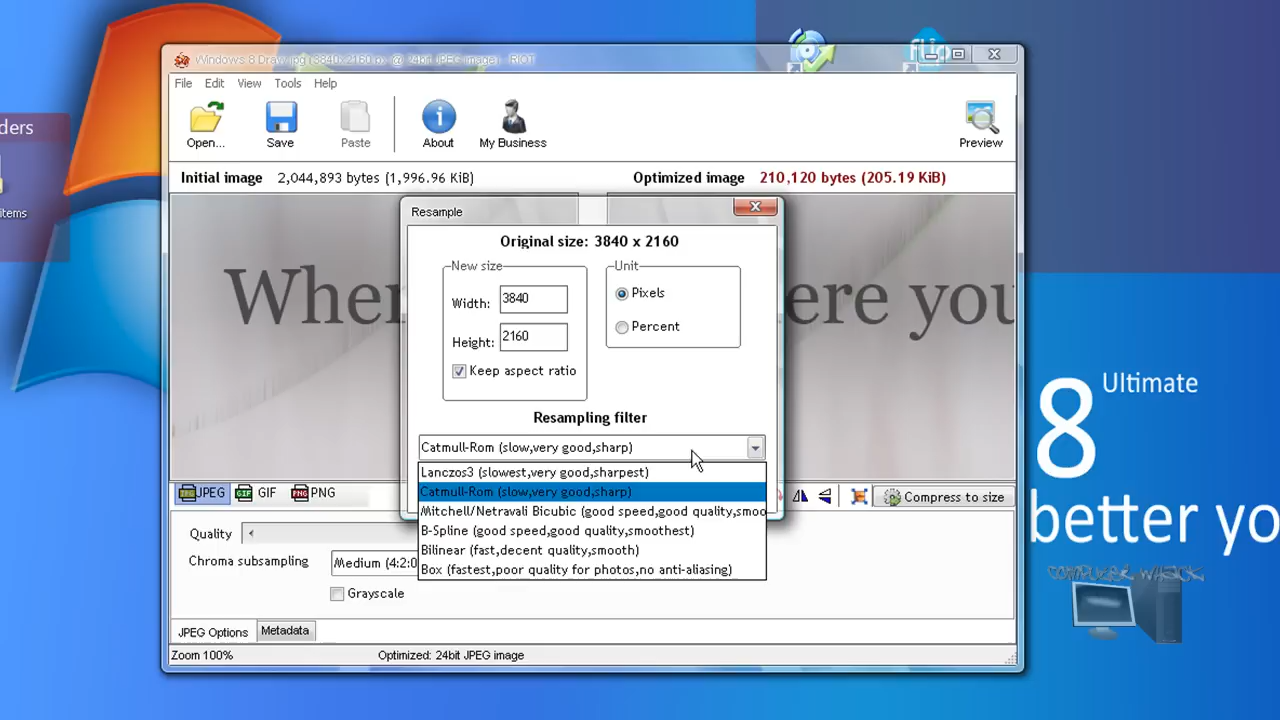 ders
items
Windows 8 Draw.jpg (3840x2160 px @ 24bit JPEG image) - RIOT
flip
File Edit View Tools Help
Open... Save Paste About My Business Preview
Initial image 2,044,893 bytes (1,996.96 KiB) Optimized image 210,120 bytes (205.19 KiB)
Wher
ere you
Resample
Original size: 3840 x 2160
New size Unit
Width: 3840 Pixels
Height: 2160 Percent
Keep aspect ratio
Resampling filter
Catmull-Rom (slow,very good,sharp)
Lanczos3 (slowest,very good,sharpest)
Catmull-Rom (slow,very good,sharp)
Mitchell/Netravali Bicubic (good speed,good quality,smoo
B-Spline (good speed,good quality,smoothest)
Bilinear (fast,decent quality,smooth)
Box (fastest,poor quality for photos,no anti-aliasing)
JPEG GIF PNG Compress to size
Quality
Chroma subsampling Medium (4:2:0
Grayscale
JPEG Options Metadata
Zoom 100% Optimized: 24bit JPEG image
8 Ultimate
better yo
COMPUTER WHACK